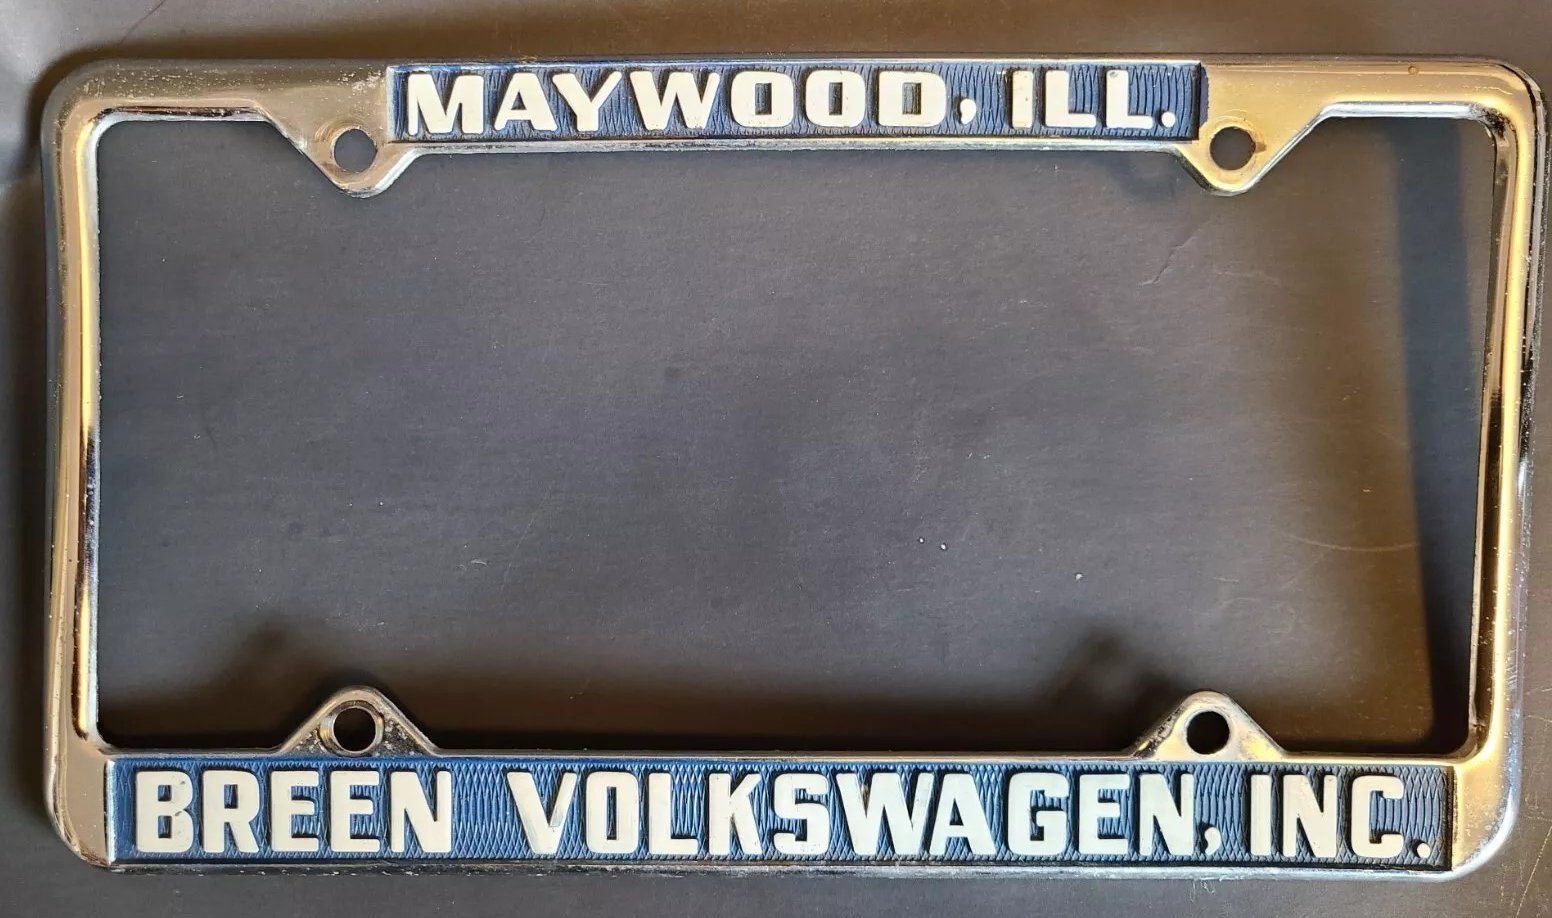 MAYWOOD, ILL.
BREEN VOLKSWAGEN, INC.